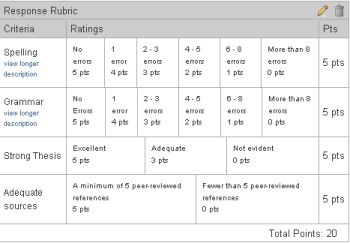 Response Rubric
Criteria Ratings Pts
Spelling
view longer
description
No
errors
5 pts
1
error
4 pts
2 - 3
errors
3 pts
4 - 5
errors
2 pts
6 - 8
errors
1 pts
More than 8
errors
0 pts
5 pts
Grammar
view longer
description
No
Errors
5 pts
1
error
4 pts
2 - 3
errors
3 pts
4 - 5
errors
2 pts
6 - 8
errors
1 pts
More than 8
errors
0 pts
5 pts
Strong Thesis
Excellent
5 pts
Adequate
3 pts
Not evident
0 pts
5 pts
Adequate
sources
A minimum of 5 peer-reviewed
references
5 pts
Fewer than 5 peer-reviewed
references
0 pts
5 pts
Total Points: 20